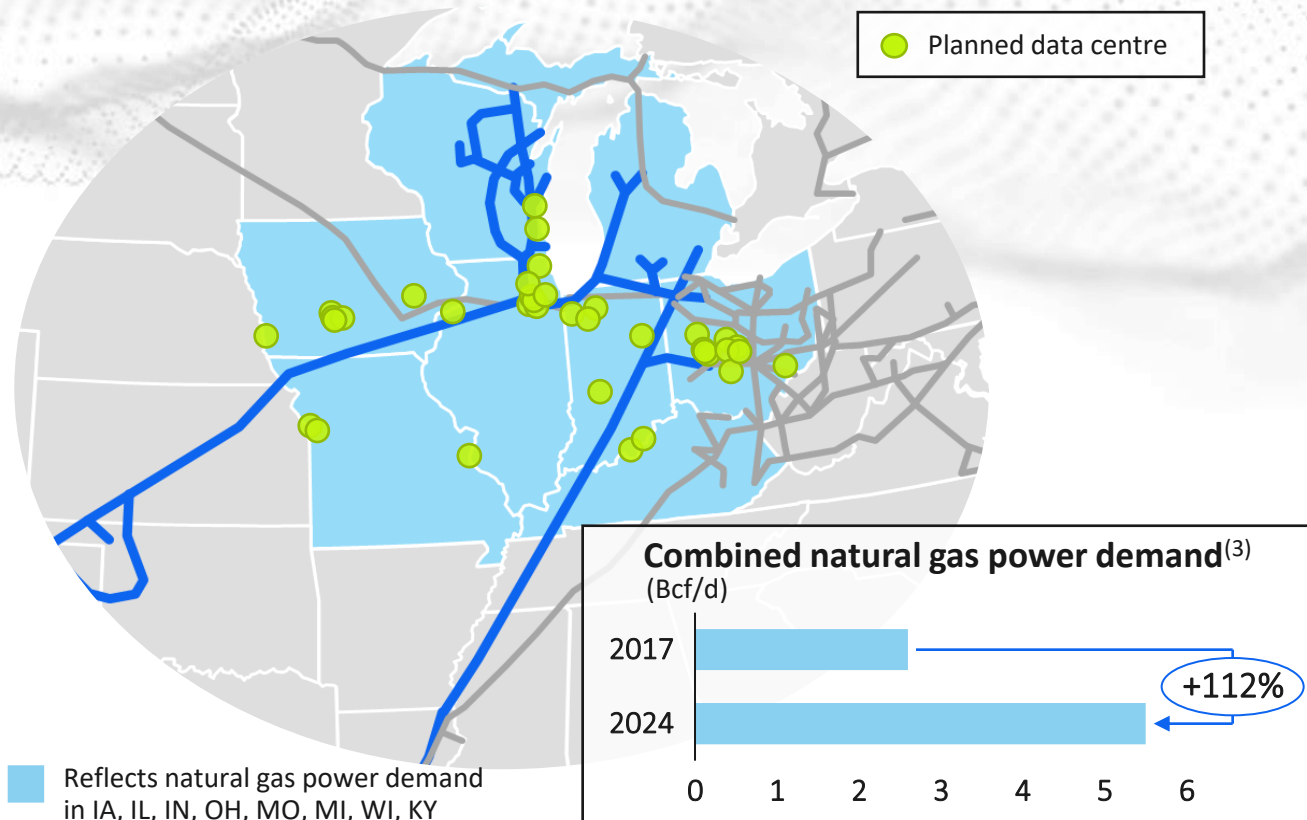 Planned data centre
Combined natural gas power demand(3)
(Bcf/d)
2017
+112%
2024
0 1 2 3 4 5 6
Reflects natural gas power demand
in IA, IL, IN, OH, MO, MI, WI, KY